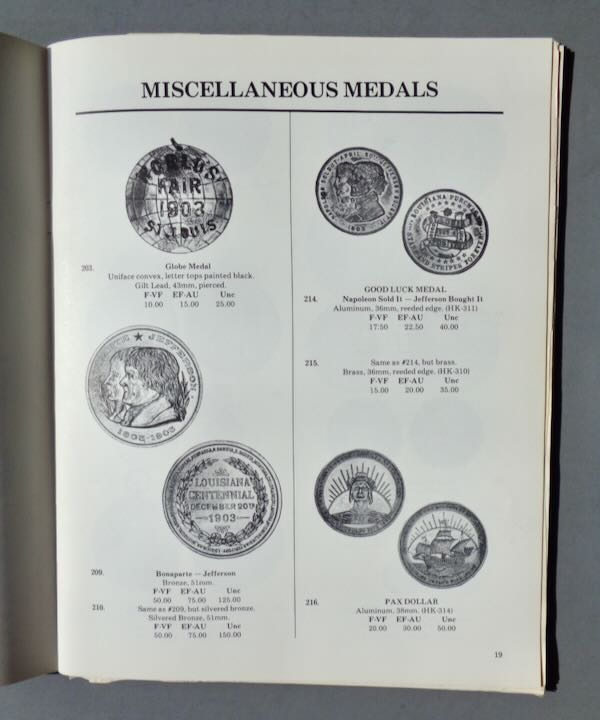 MISCELLANEOUS MEDALS
WORLDS'
FAIR
1903
ST. LOUIS
203. Globe Medal
Uniface convex, letter tops painted black.
Gilt Lead, 43mm, pierced.
F-VF EF-AU Unc
10.00 15.00 25.00
JEFFERSON
1803-1903
LOUISIANA
CENTENNIAL
DECEMBER 20TH
1903
209. Bonaparte — Jefferson
Bronze, 51mm.
F-VF EF-AU Unc
50.00 75.00 125.00
210. Same as #209, but silvered bronze.
Silvered Bronze, 51mm.
F-VF EF-AU Unc
50.00 75.00 150.00
GOOD LUCK MEDAL
214. Napoleon Sold It — Jefferson Bought It
Aluminum, 36mm, reeded edge. (HK-311)
F-VF EF-AU Unc
17.50 22.50 40.00
215. Same as #214, but brass.
Brass, 36mm, reeded edge. (HK-310)
F-VF EF-AU Unc
15.00 20.00 35.00
216. PAX DOLLAR
Aluminum, 38mm. (HK-314)
F-VF EF-AU Unc
20.00 30.00 50.00
19